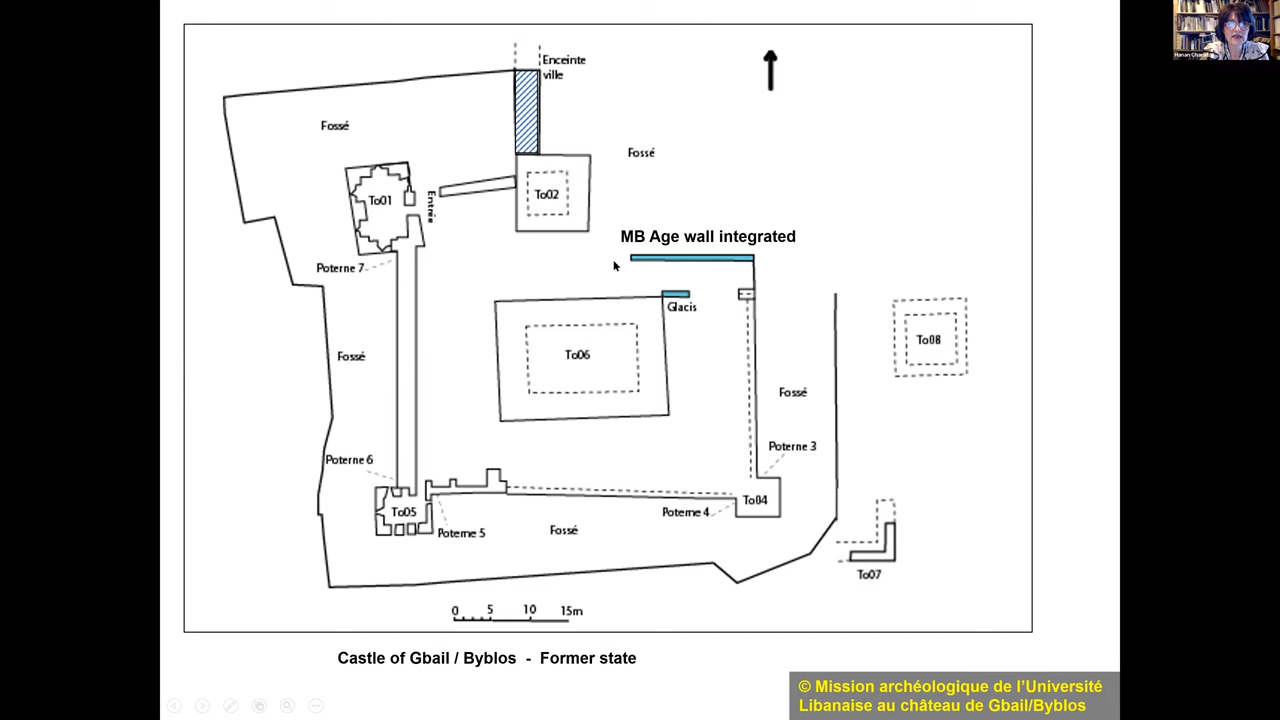 Enceinte
ville
Fossé
Fossé
To01
Entrée
To02
MB Age wall integrated
Poterne 7
Glacis
To06
To08
Fossé
Fossé
Poterne 3
Poterne 6
To05
To04
Poterne 4
Poterne 5
Fossé
To07
0 5 10 15m
Castle of Gbail / Byblos - Former state
© Mission archéologique de l’Université
Libanaise au château de Gbail/Byblos